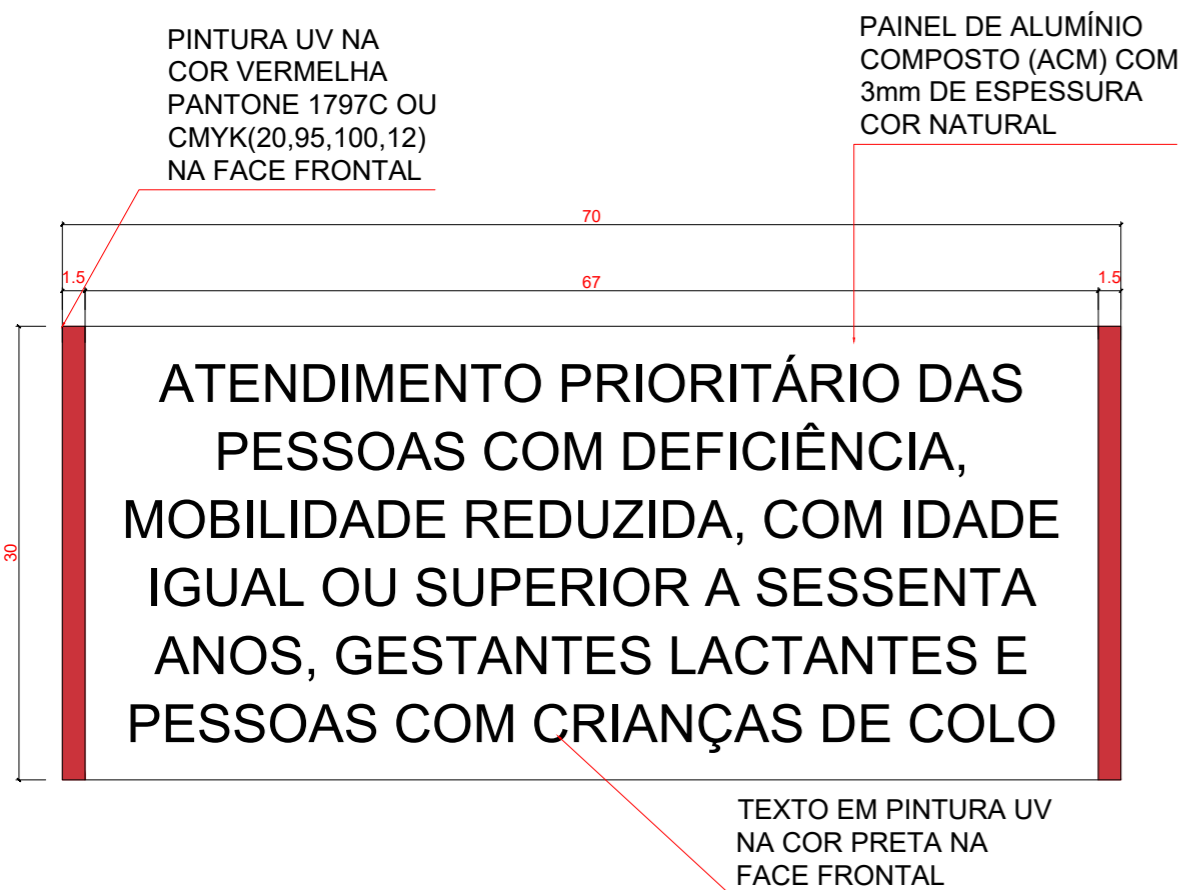 PINTURA UV NA
COR VERMELHA
PANTONE 1797C OU
CMYK(20,95,100,12)
NA FACE FRONTAL
PAINEL DE ALUMÍNIO
COMPOSTO (ACM) COM
3mm DE ESPESSURA
COR NATURAL
70
1.5
67
1.5
30
ATENDIMENTO PRIORITÁRIO DAS
PESSOAS COM DEFICIÊNCIA,
MOBILIDADE REDUZIDA, COM IDADE
IGUAL OU SUPERIOR A SESSENTA
ANOS, GESTANTES LACTANTES E
PESSOAS COM CRIANÇAS DE COLO
TEXTO EM PINTURA UV
NA COR PRETA NA
FACE FRONTAL